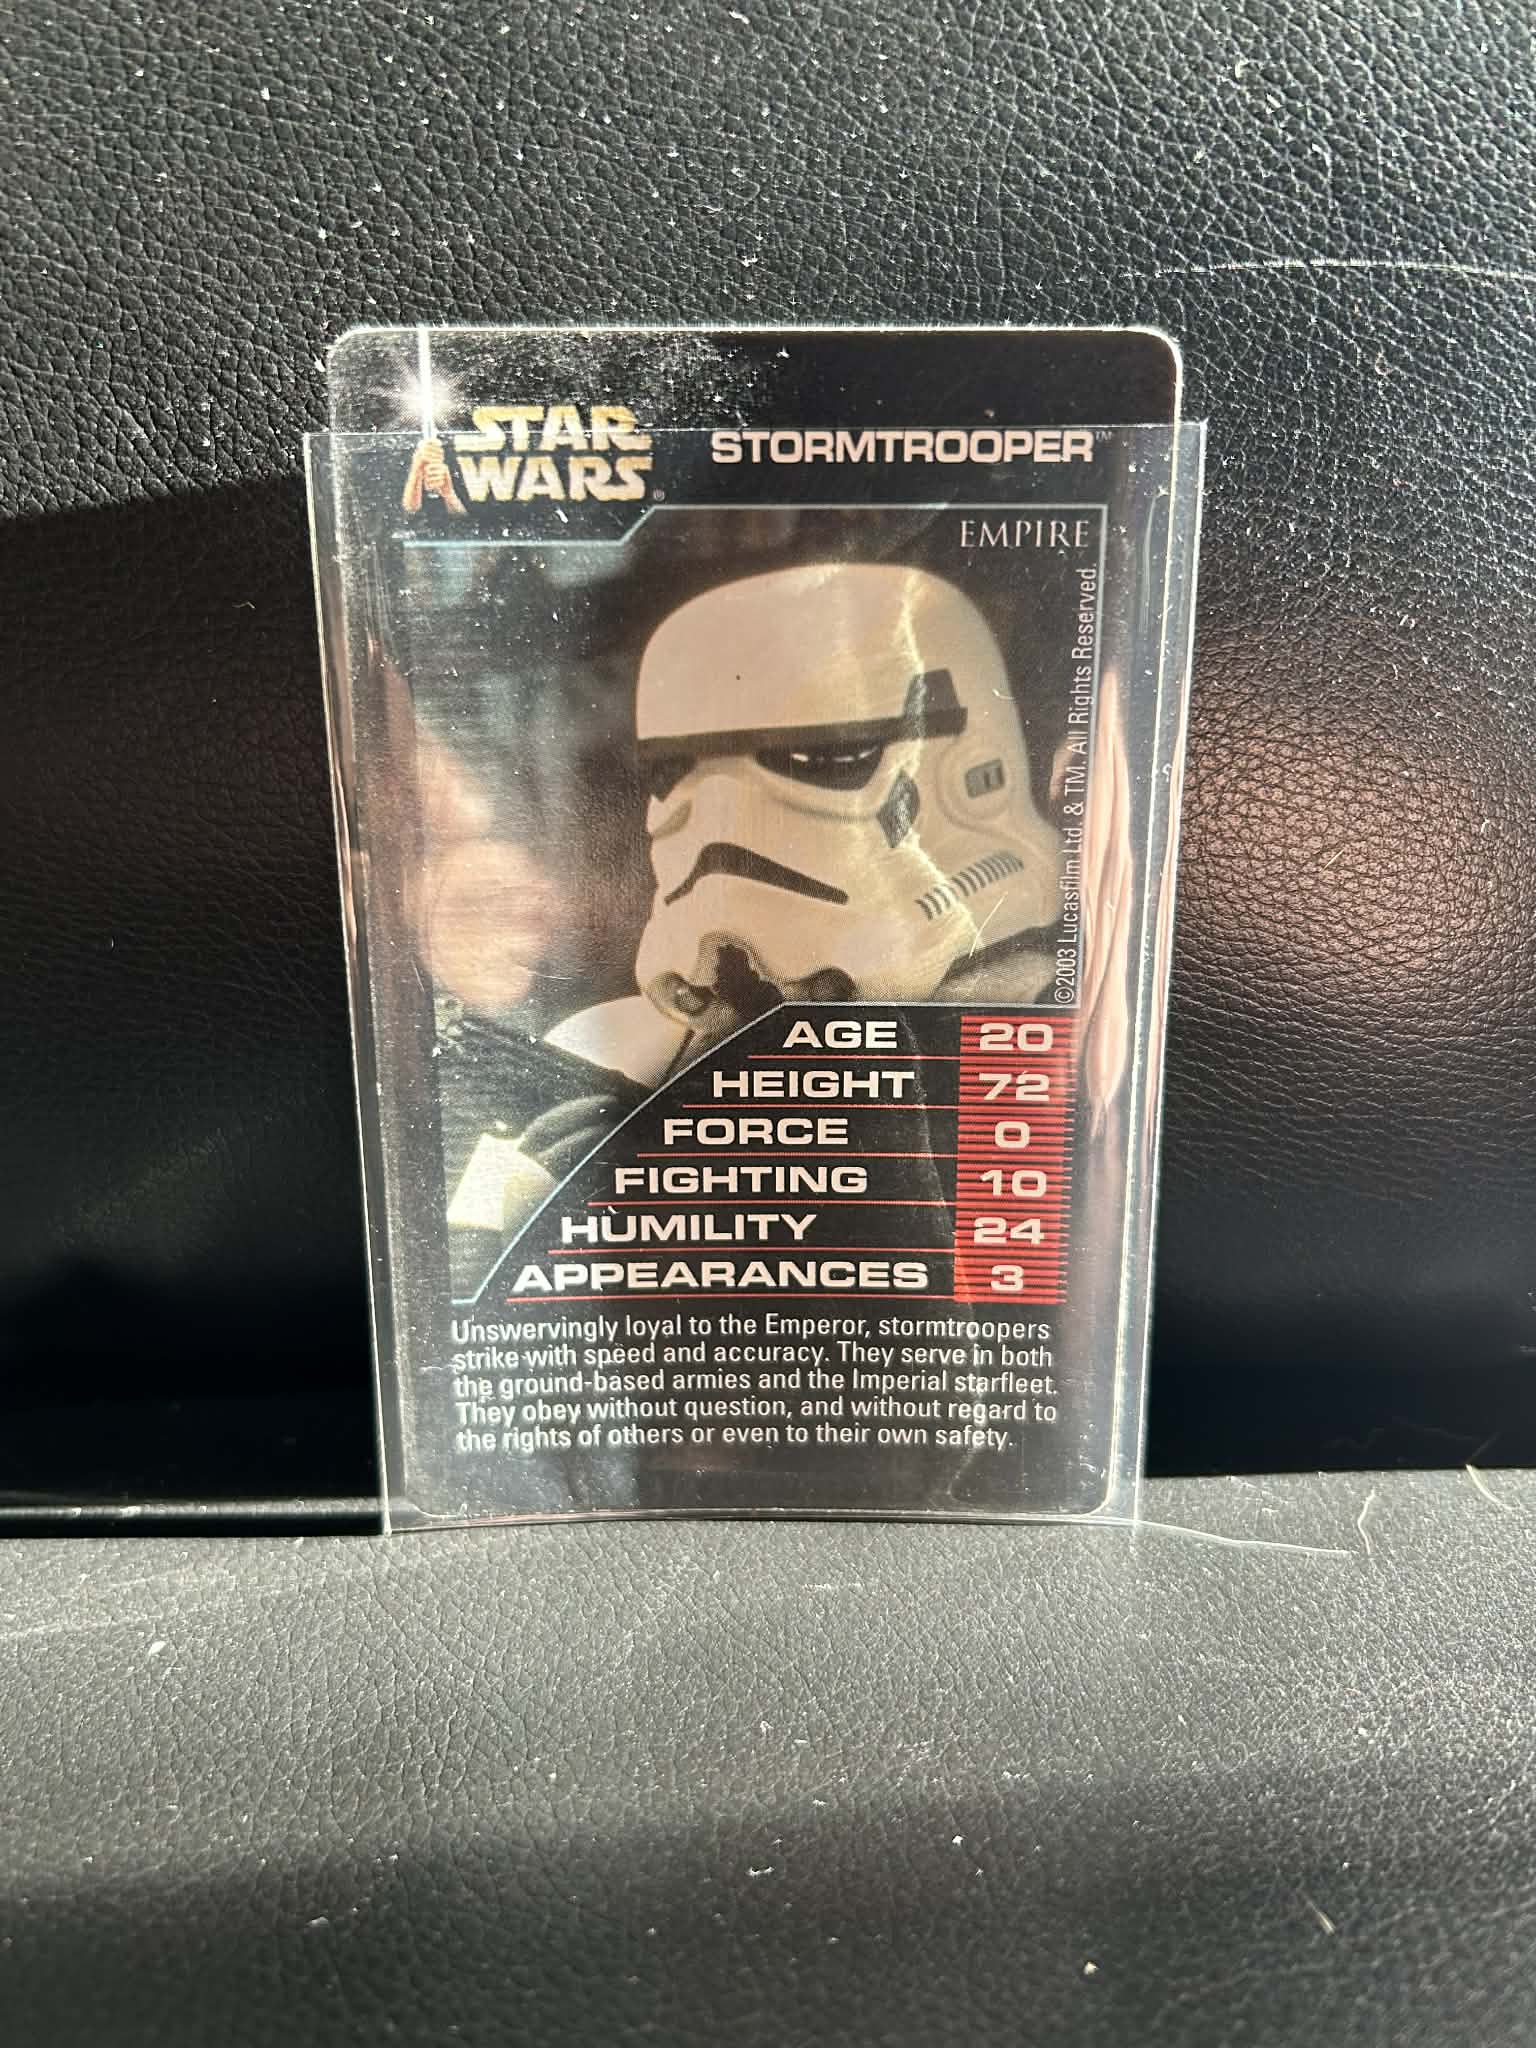 STAR
WARS®
STORMTROOPER™
EMPIRE
©2003 Lucasfilm Ltd. & TM. All Rights Reserved.
AGE 20
HEIGHT 72
FORCE 0
FIGHTING 10
HUMILITY 24
APPEARANCES 3
Unswervingly loyal to the Emperor, stormtroopers
strike with speed and accuracy. They serve in both
the ground-based armies and the Imperial starfleet.
They obey without question, and without regard to
the rights of others or even to their own safety.